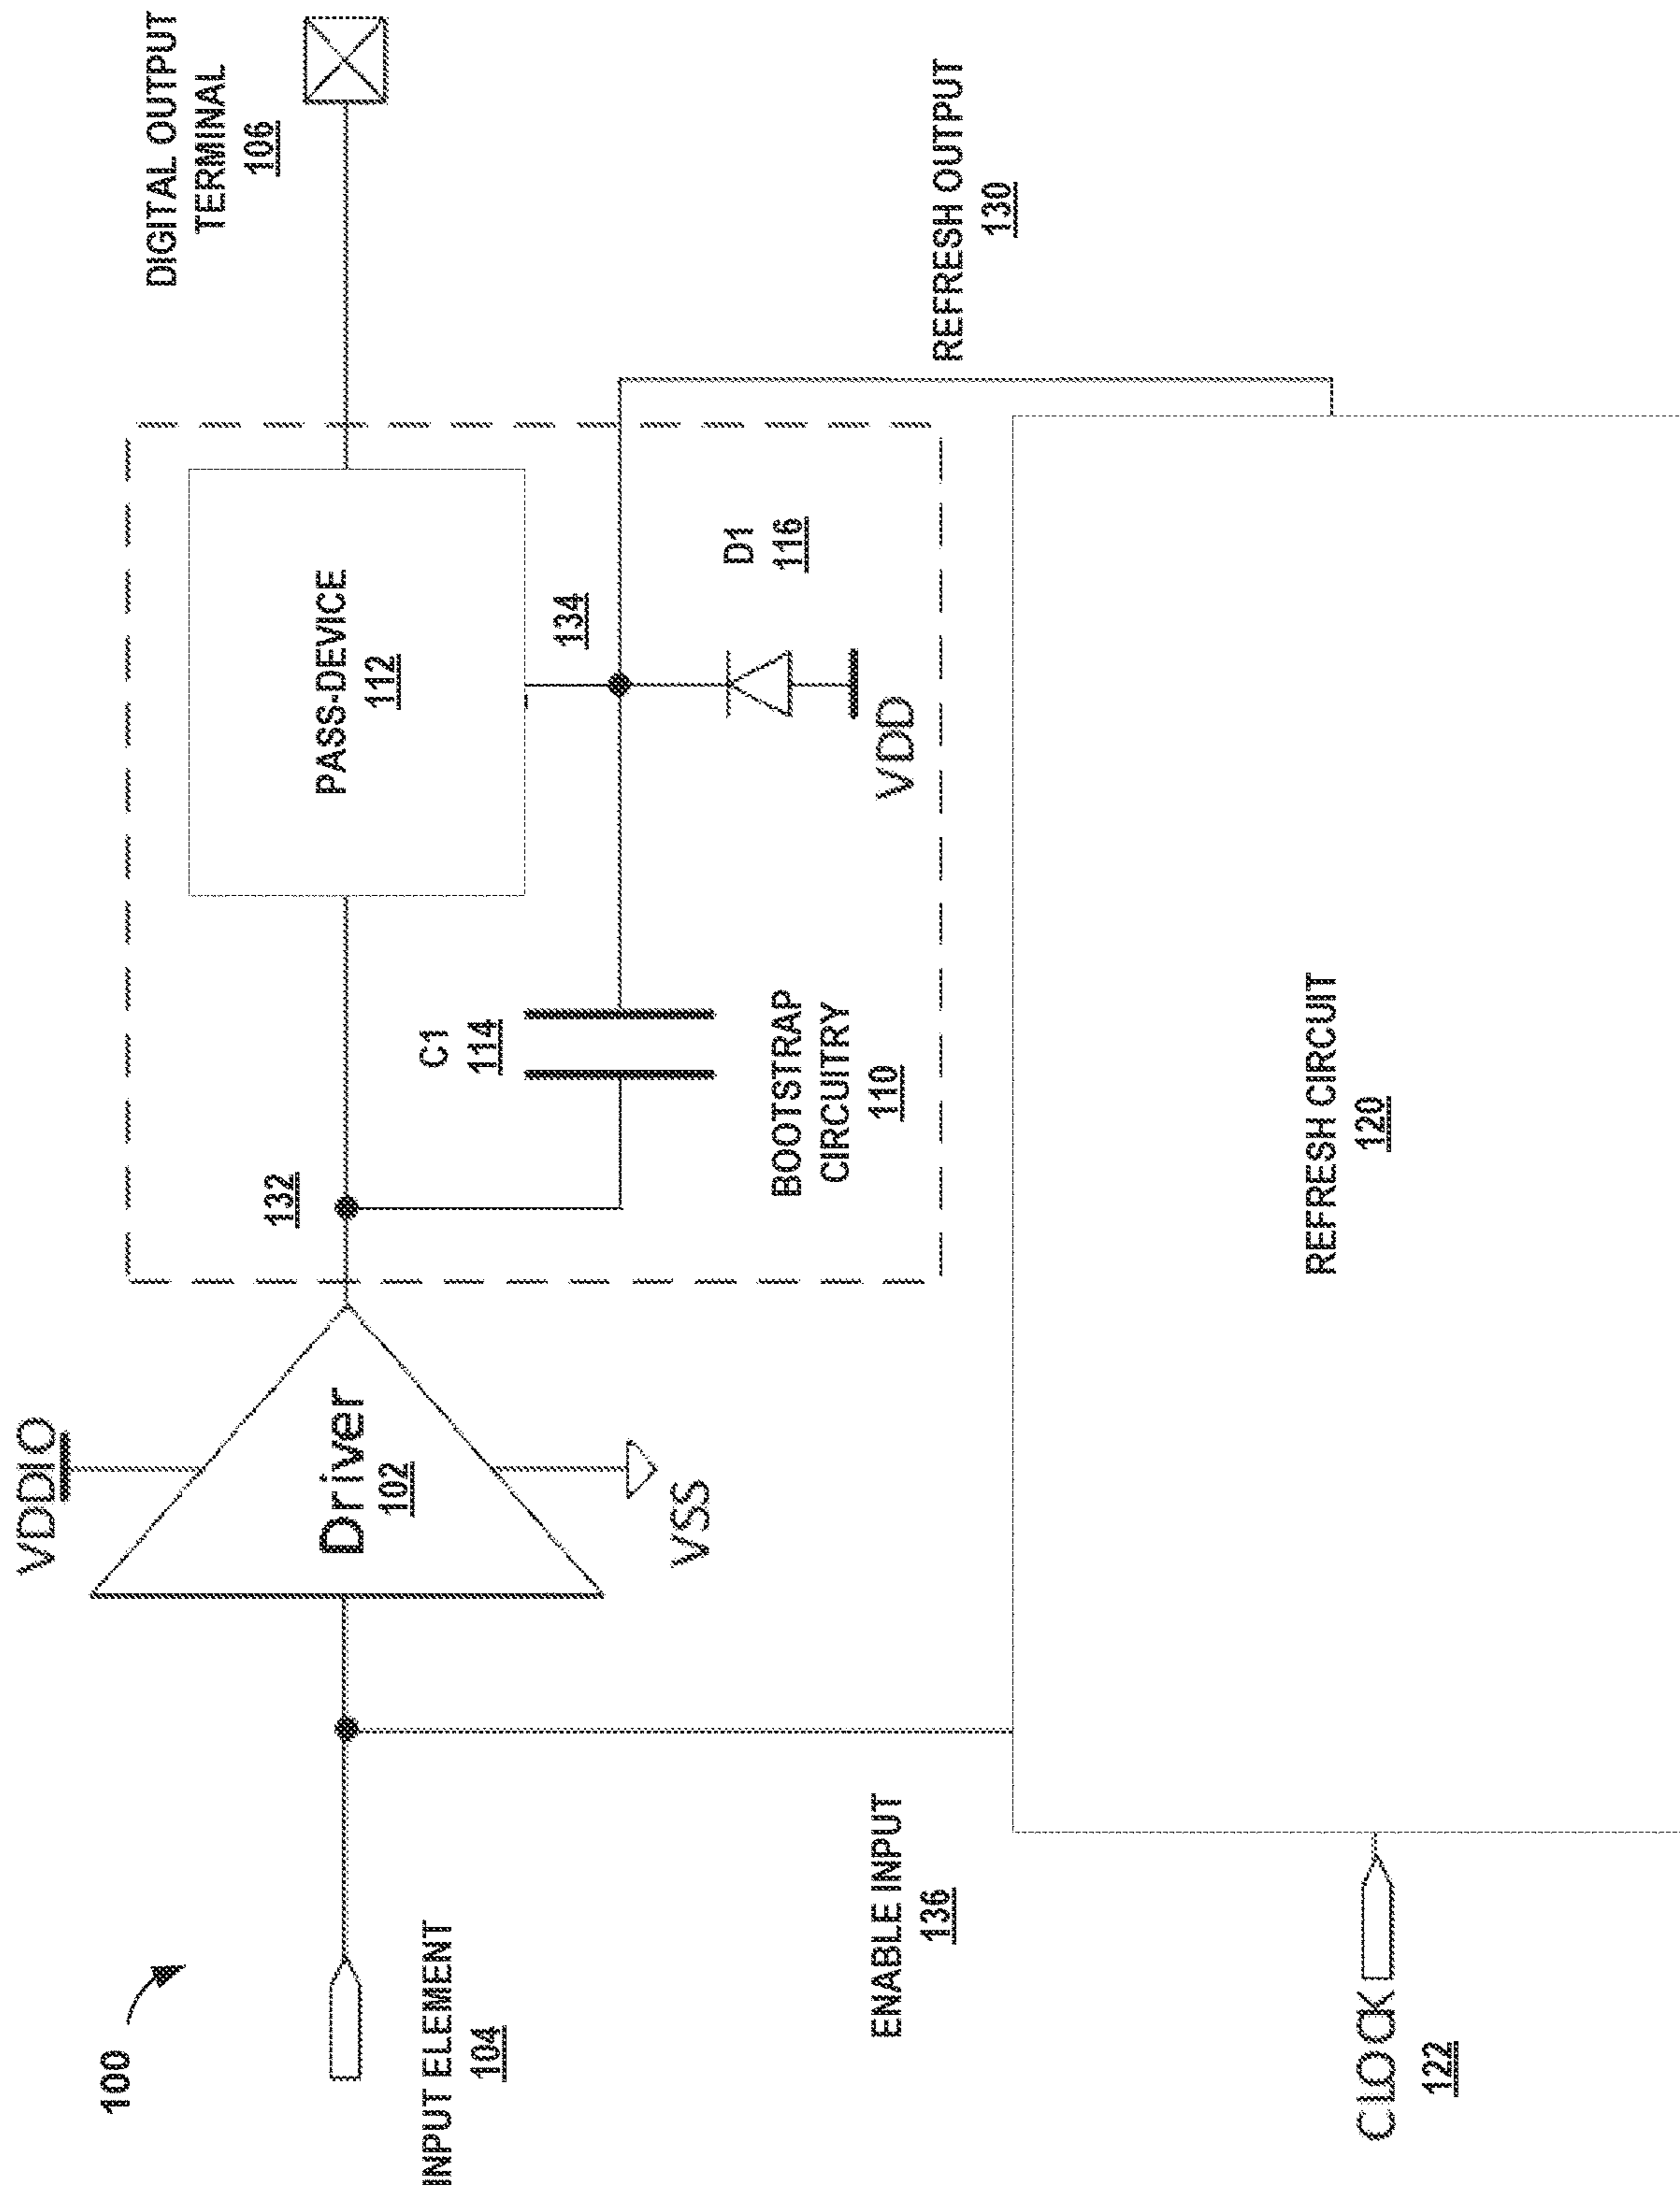 100
INPUT ELEMENT
104
VDDIO
Driver
102
VSS
132
C1
114
PASS-DEVICE
112
134
D1
116
VDD
BOOTSTRAP
CIRCUITRY
110
DIGITAL OUTPUT
TERMINAL
106
REFRESH OUTPUT
130
ENABLE INPUT
136
REFRESH CIRCUIT
120
CLOCK
122